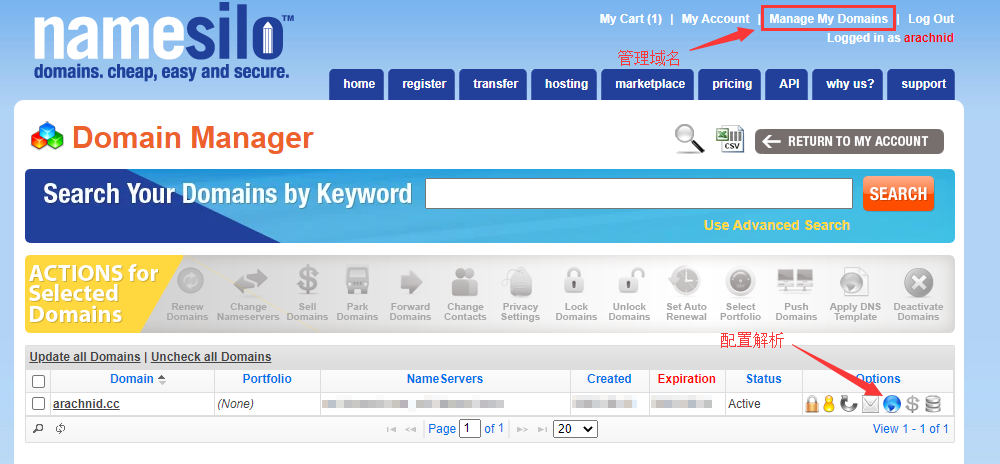 namesilo™
domains. cheap, easy and secure.
My Cart (1) | My Account | Manage My Domains | Log Out
Logged in as arachnid
管理域名
home register transfer hosting marketplace pricing API why us? support
Domain Manager
CSV
RETURN TO MY ACCOUNT
Search Your Domains by Keyword
SEARCH
Use Advanced Search
ACTIONS for
Selected
Domains
Renew
Domains
Change
Nameservers
Sell
Domains
Park
Domains
Forward
Domains
Change
Contacts
Privacy
Settings
Lock
Domains
Unlock
Domains
Set Auto
Renewal
Select
Portfolio
Push
Domains
Apply DNS
Template
Deactivate
Domains
配置解析
Update all Domains | Uncheck all Domains
Domain Portfolio NameServers Created Expiration Status Options
arachnid.cc (None) Active
Page 1 of 1 20 View 1 - 1 of 1